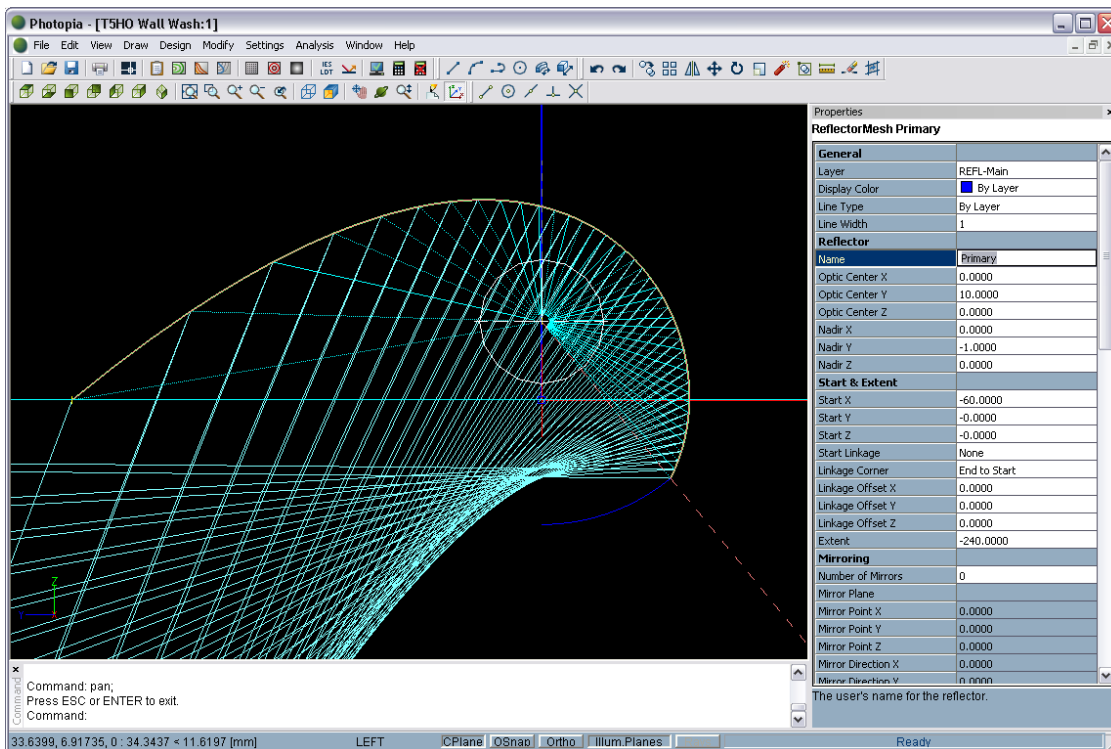 Photopia - [T5HO Wall Wash:1]
File Edit View Draw Design Modify Settings Analysis Window Help
IES
LDT
Properties
ReflectorMesh Primary
General
Layer REFL-Main
Display Color By Layer
Line Type By Layer
Line Width 1
Reflector
Name Primary
Optic Center X 0.0000
Optic Center Y 10.0000
Optic Center Z 0.0000
Nadir X 0.0000
Nadir Y -1.0000
Nadir Z 0.0000
Start & Extent
Start X -60.0000
Start Y -0.0000
Start Z -0.0000
Start Linkage None
Linkage Corner End to Start
Linkage Offset X 0.0000
Linkage Offset Y 0.0000
Linkage Offset Z 0.0000
Extent -240.0000
Mirroring
Number of Mirrors 0
Mirror Plane
Mirror Point X 0.0000
Mirror Point Y 0.0000
Mirror Point Z 0.0000
Mirror Direction X 0.0000
Mirror Direction Y 0.0000
The user's name for the reflector.
Z
Command
Command: pan;
Press ESC or ENTER to exit.
Command:
33.6399, 6.91735, 0 : 34.3437 < 11.6197 [mm] LEFT CPlane OSnap Ortho Illum.Planes Ready